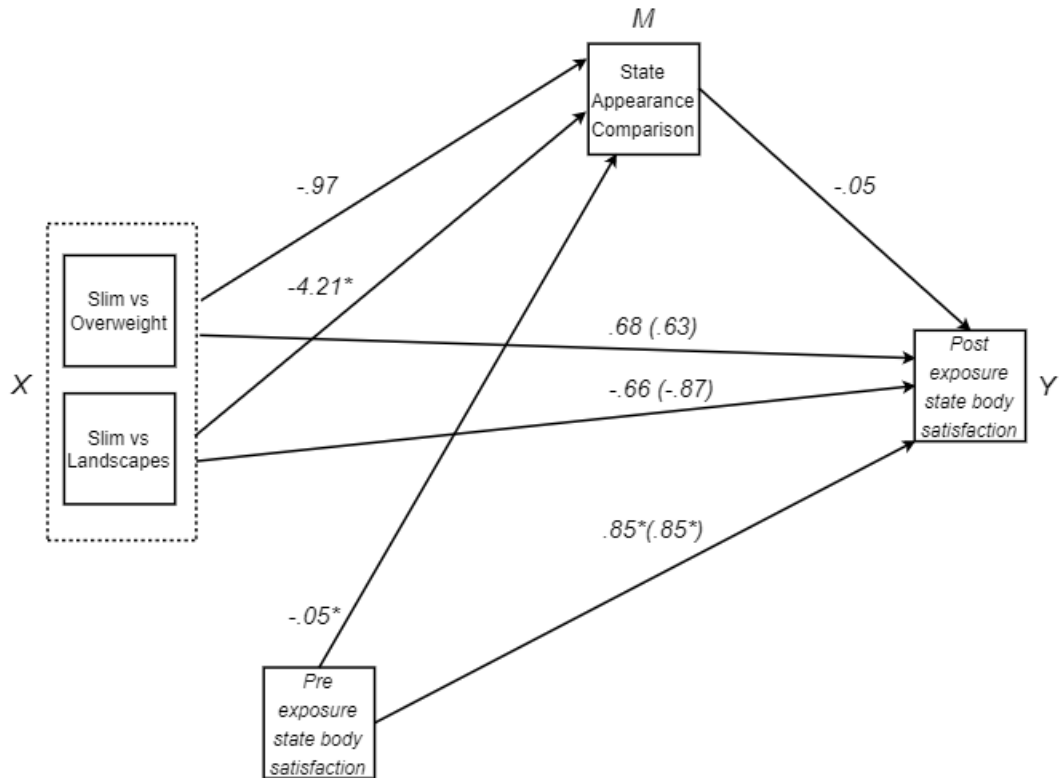 M
State
Appearance
Comparison
-.97
-.05
-4.21*
Slim vs
Overweight
.68 (.63)
X
Post
exposure
state body
satisfaction
Y
-.66 (-.87)
Slim vs
Landscapes
.85*(.85*)
-.05*
Pre
exposure
state body
satisfaction